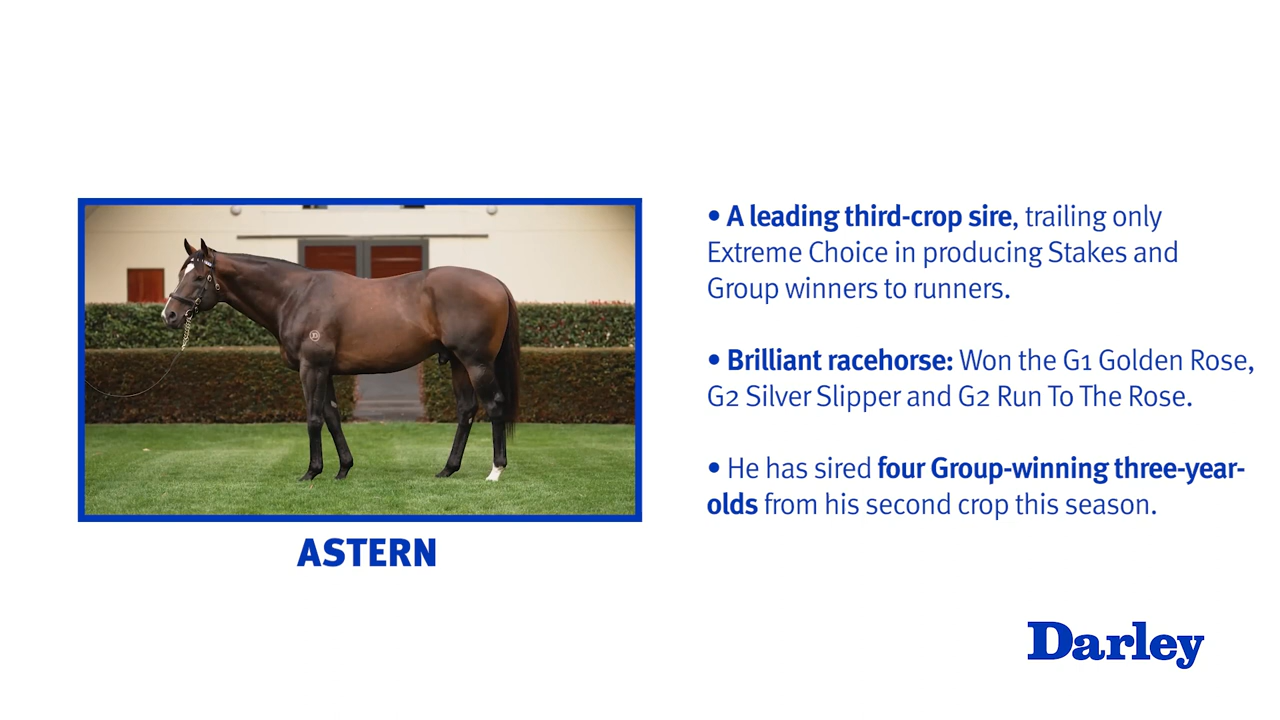 • A leading third-crop sire, trailing only
Extreme Choice in producing Stakes and
Group winners to runners.
• Brilliant racehorse: Won the G1 Golden Rose,
G2 Silver Slipper and G2 Run To The Rose.
• He has sired four Group-winning three-year-
olds from his second crop this season.
ASTERN
Darley